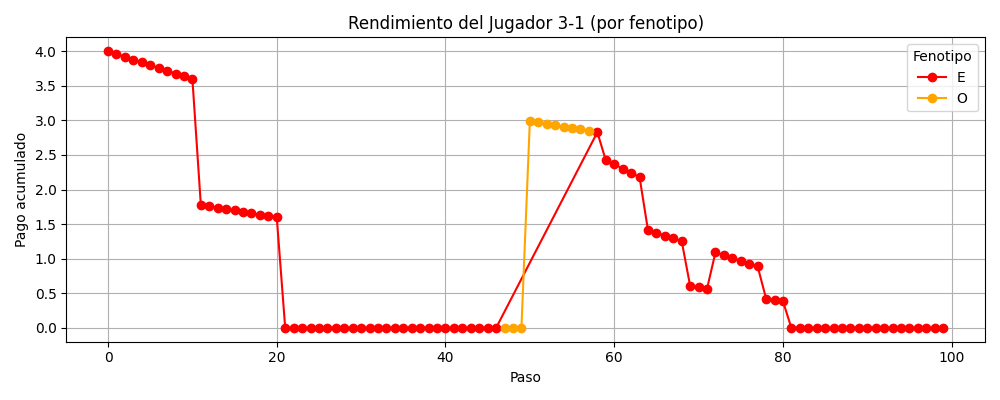 Rendimiento del Jugador 3-1 (por fenotipo)
Pago acumulado
4.0
3.5
3.0
2.5
2.0
1.5
1.0
0.5
0.0
Fenotipo
E
O
0 20 40 60 80 100
Paso